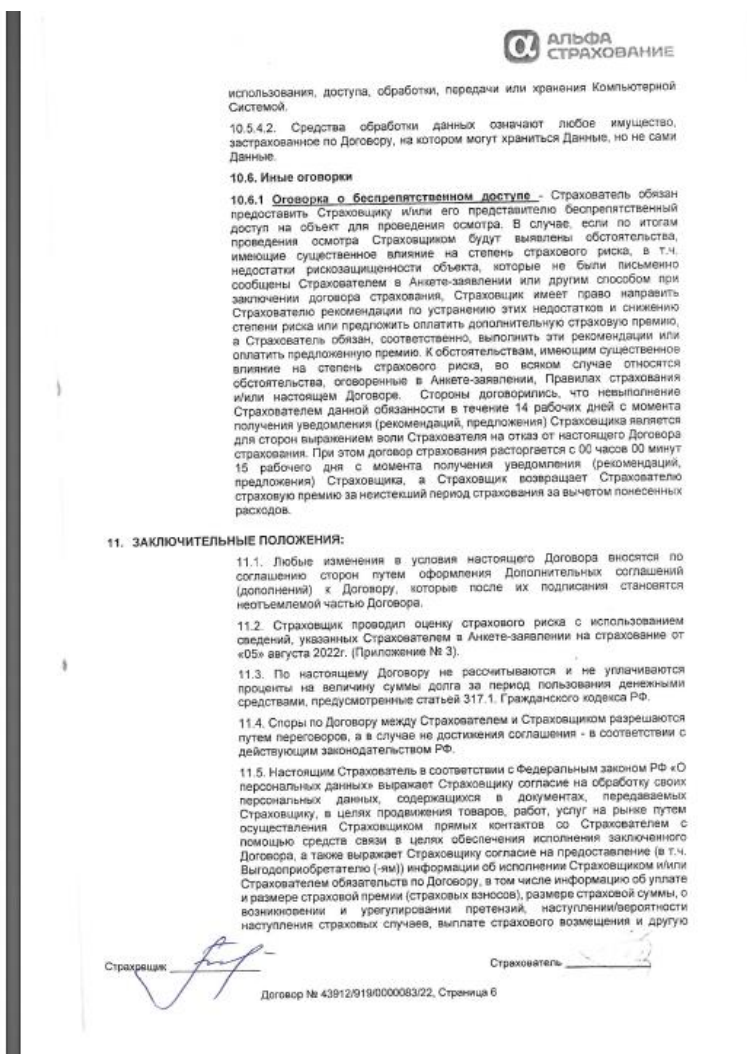 АЛЬФА
СТРАХОВАНИЕ
использования, доступа, обработки, передачи или хранения Компьютерной
Системой.
10.5.4.2. Средства обработки данных означают любое имущество,
застрахованное по Договору, на котором могут храниться Данные, но не сами
Данные.
10.6. Иные оговорки
10.6.1 Оговорка о беспрепятственном доступе - Страхователь обязан
предоставить Страховщику и/или его представителю беспрепятственный
доступ на объект для проведения осмотра. В случае, если по итогам
проведения осмотра Страховщиком будут выявлены обстоятельства,
имеющие существенное влияние на степень страхового риска, в т.ч.
недостатки рискозащищенности объекта, которые не были письменно
сообщены Страхователем в Анкете-заявлении или другим способом при
заключении договора страхования, Страховщик имеет право направить
Страхователю рекомендации по устранению этих недостатков и снижению
степени риска или предложить оплатить дополнительную страховую премию,
а Страхователь обязан, соответственно, выполнить эти рекомендации или
оплатить предложенную премию. К обстоятельствам, имеющим существенное
влияние на степень страхового риска, во всяком случае относятся
обстоятельства, оговоренные в Анкете-заявлении, Правилах страхования
и/или настоящем Договоре. Стороны договорились, что невыполнение
Страхователем данной обязанности в течение 14 рабочих дней с момента
получения уведомления (рекомендаций, предложения) Страховщика является
для сторон выражением воли Страхователя на отказ от настоящего Договора
страхования. При этом договор страхования расторгается с 00 часов 00 минут
15 рабочего дня с момента получения уведомления (рекомендаций,
предложения) Страховщика, а Страховщик возвращает Страхователю
страховую премию за неистекший период страхования за вычетом понесенных
расходов.
11. ЗАКЛЮЧИТЕЛЬНЫЕ ПОЛОЖЕНИЯ:
11.1. Любые изменения в условия настоящего Договора вносятся по
соглашению сторон путем оформления Дополнительных соглашений
(дополнений) к Договору, которые после их подписания становятся
неотъемлемой частью Договора.
11.2. Страховщик проводил оценку страхового риска с использованием
сведений, указанных Страхователем в Анкете-заявлении на страхование от
«05» августа 2022г. (Приложение № 3).
11.3. По настоящему Договору не рассчитываются и не уплачиваются
проценты на величину суммы долга за период пользования денежными
средствами, предусмотренные статьей 317.1. Гражданского кодекса РФ.
11.4. Споры по Договору между Страхователем и Страховщиком разрешаются
путем переговоров, а в случае не достижения соглашения - в соответствии с
действующим законодательством РФ.
11.5. Настоящим Страхователь в соответствии с Федеральным законом РФ «О
персональных данных» выражает Страховщику согласие на обработку своих
персональных данных, содержащихся в документах, передаваемых
Страховщику, в целях продвижения товаров, работ, услуг на рынке путем
осуществления Страховщиком прямых контактов со Страхователем с
помощью средств связи в целях обеспечения исполнения заключенного
Договора, а также выражает Страховщику согласие на предоставление (в т.ч.
Выгодоприобретателю (-ям)) информации об исполнении Страховщиком и/или
Страхователем обязательств по Договору, в том числе информацию об уплате
и размере страховой премии (страховых взносов), размере страховой суммы, о
возникновении и урегулировании претензий, наступлении/вероятности
наступления страховых случаев, выплате страхового возмещения и другую
Страховщик
Страхователь
Договор № 43912/919/0000083/22, Страница 6